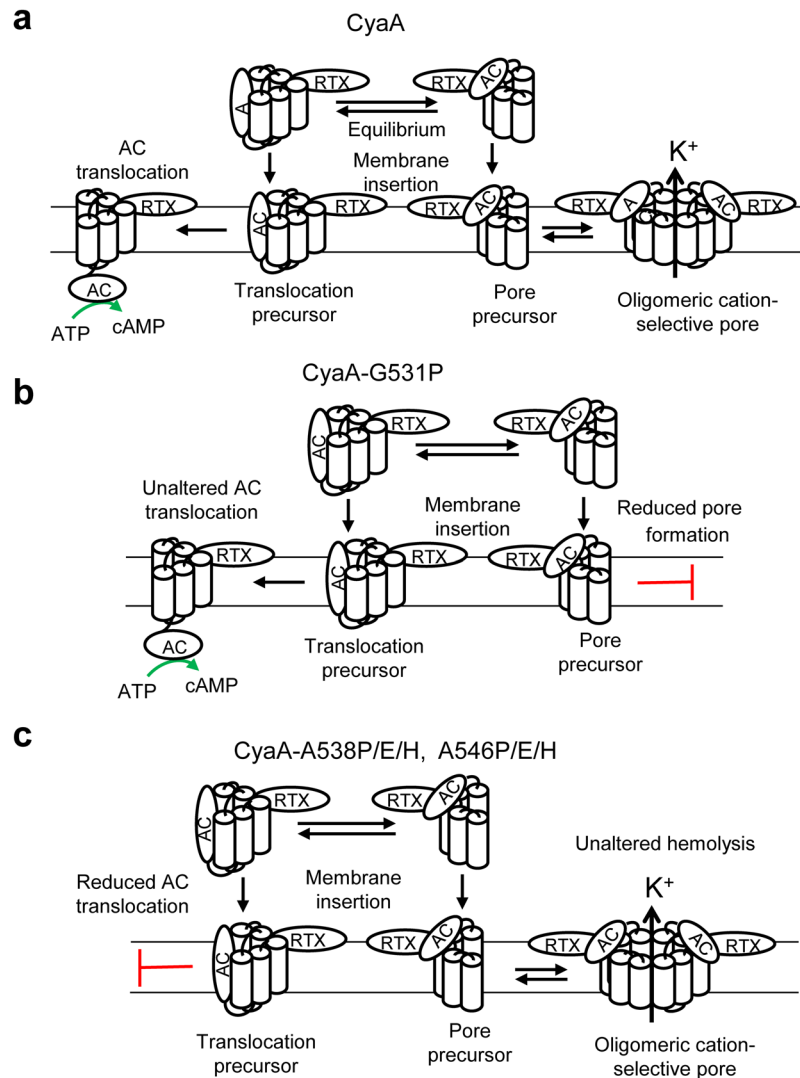 a
CyaA
A
RTX
RTX
AC
Equilibrium
AC
translocation
Membrane
insertion
K+
RTX
AC
RTX
RTX
AC
RTX
A
AC
RTX
AC
ATP
cAMP
Translocation
precursor
Pore
precursor
Oligomeric cation-
selective pore
b
CyaA-G531P
AC
RTX
RTX
AC
Unaltered AC
translocation
Membrane
insertion
Reduced pore
formation
RTX
AC
RTX
RTX
AC
AC
ATP
cAMP
Translocation
precursor
Pore
precursor
c
CyaA-A538P/E/H, A546P/E/H
AC
RTX
RTX
AC
Unaltered hemolysis
Reduced AC
translocation
Membrane
insertion
K+
AC
RTX
RTX
AC
RTX
AC
AC
RTX
Translocation
precursor
Pore
precursor
Oligomeric cation-
selective pore